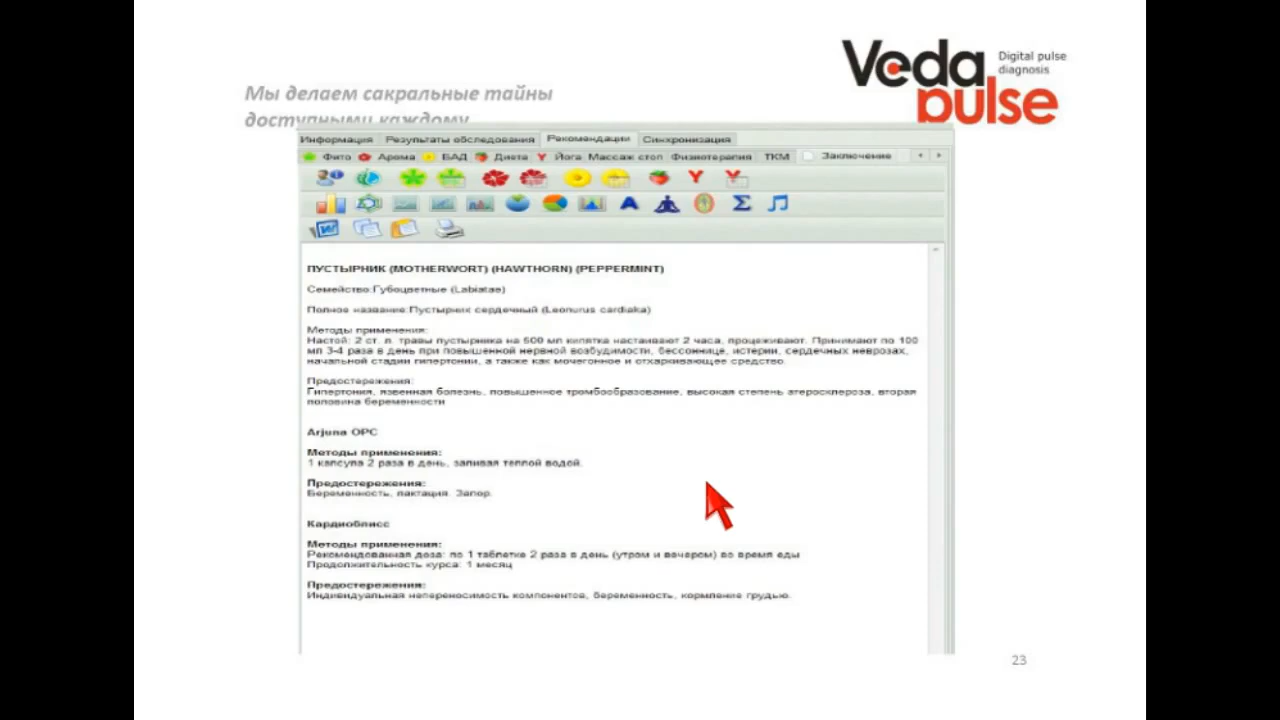 Мы делаем сакральные тайны
доступными каждому
Veda pulse
Digital pulse
diagnosis
Информация Результаты обследования Рекомендации Синхронизация
Фито Арома БАД Диета Йога Массаж стоп Физиотерапия ТКМ Заключение
ПУСТЫРНИК (MOTHERWORT) (HAWTHORN) (PEPPERMINT)
Семейство:Губоцветные (Labiatae)
Полное название:Пустырник сердечный (Leonurus cardiaka)
Методы применения:
Настой: 2 ст. л. травы пустырника на 500 мл кипятка настаивают 2 часа, процеживают. Принимают по 100
мл 3-4 раза в день при повышенной нервной возбудимости, бессоннице, истерии, сердечных неврозах,
начальной стадии гипертонии, а также как мочегонное и отхаркивающее средство.
Предостережения:
Гипертония, язвенная болезнь, повышенное тромбообразование, высокая степень атеросклероза, вторая
половина беременности
Arjuna OPC
Методы применения:
1 капсула 2 раза в день, запивая теплой водой.
Предостережения:
Беременность, лактация. Запор.
Кардиоблисс
Методы применения:
Рекомендованная доза: по 1 таблетке 2 раза в день (утром и вечером) во время еды
Продолжительность курса: 1 месяц
Предостережения:
Индивидуальная непереносимость компонентов, беременность, кормление грудью.
23